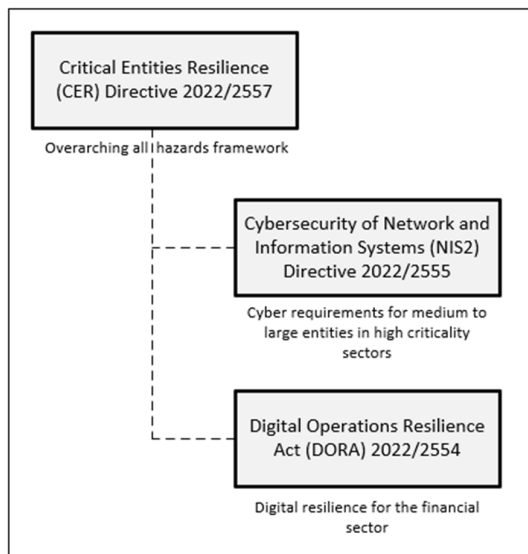 Critical Entities Resilience
(CER) Directive 2022/2557
Overarching all hazards framework
Cybersecurity of Network and
Information Systems (NIS2)
Directive 2022/2555
Cyber requirements for medium to
large entities in high criticality
sectors
Digital Operations Resilience
Act (DORA) 2022/2554
Digital resilience for the financial
sector